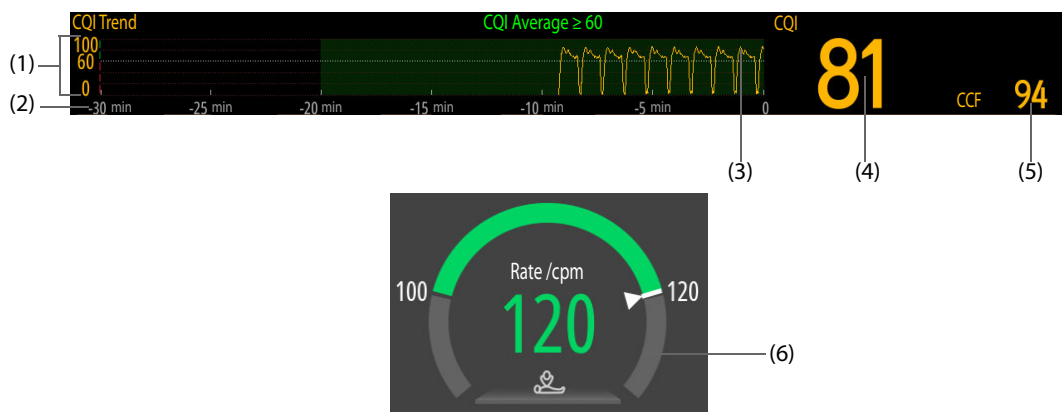 CQI Trend CQI Average ≥ 60 CQI
100
(1) 60 81
0 CCF 94
(2) -30 min -25 min -20 min -15 min -10 min -5 min 0
(3) (4) (5)
Rate /cpm
100 120
120
(6)